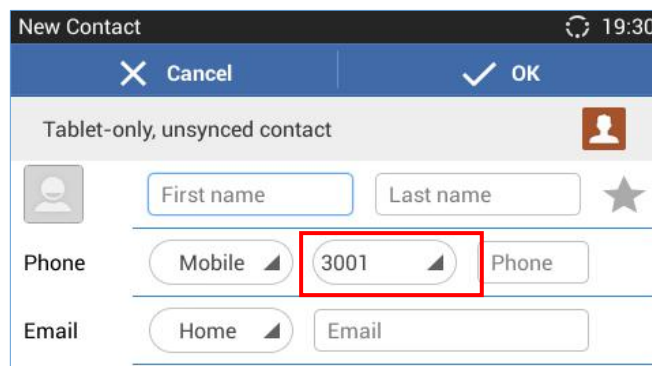 New Contact 19:30
Cancel OK
Tablet-only, unsynced contact
First name Last name
Phone Mobile 3001 Phone
Email Home Email